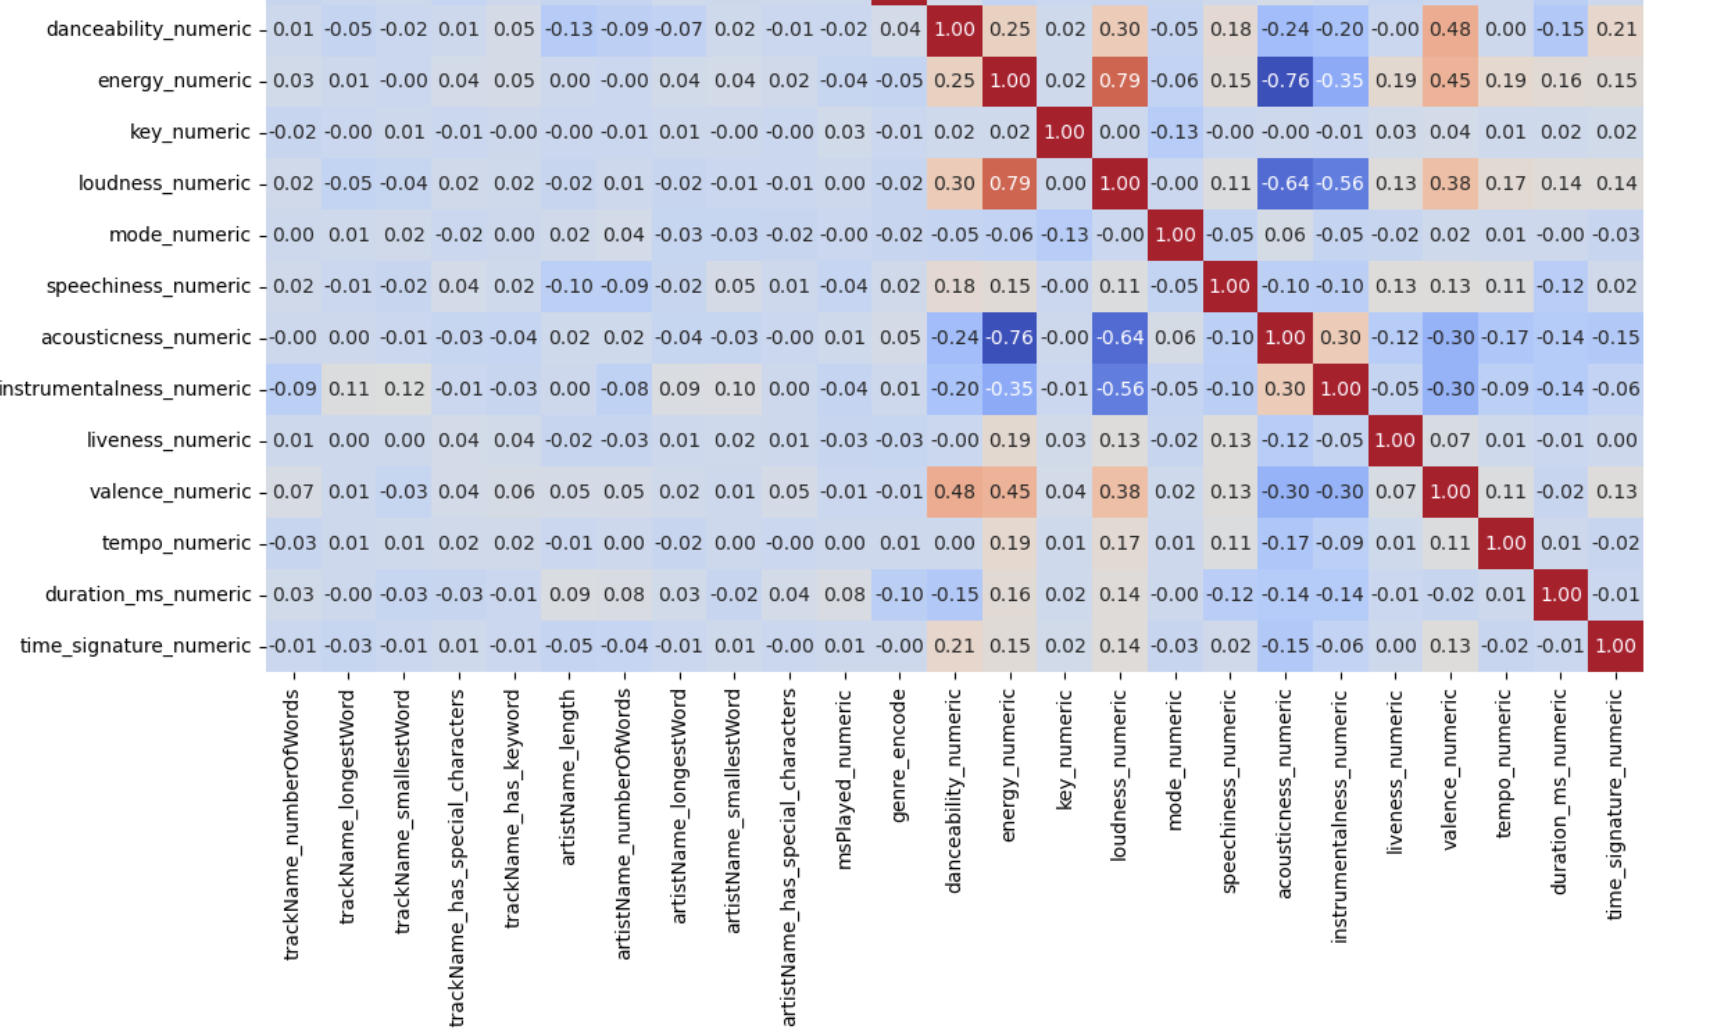 danceability_numeric 0.01 -0.05 -0.02 0.01 0.05 -0.13 -0.09 -0.07 0.02 -0.01 -0.02 0.04 1.00 0.25 0.02 0.30 -0.05 0.18 -0.24 -0.20 -0.00 0.48 0.00 -0.15 0.21
energy_numeric 0.03 0.01 -0.00 0.04 0.05 0.00 -0.00 0.04 0.04 0.02 -0.04 -0.05 0.25 1.00 0.02 0.79 -0.06 0.15 -0.76 -0.35 0.19 0.45 0.19 0.16 0.15
key_numeric -0.02 -0.00 0.01 -0.01 -0.00 -0.00 -0.01 0.01 -0.00 -0.00 0.03 -0.01 0.02 0.02 1.00 0.00 -0.13 -0.00 -0.00 -0.01 0.03 0.04 0.01 0.02 0.02
loudness_numeric 0.02 -0.05 -0.04 0.02 0.02 -0.02 0.01 -0.02 -0.01 -0.01 0.00 -0.02 0.30 0.79 0.00 1.00 -0.00 0.11 -0.64 -0.56 0.13 0.38 0.17 0.14 0.14
mode_numeric 0.00 0.01 0.02 -0.02 0.00 0.02 0.04 -0.03 -0.03 -0.02 -0.00 -0.02 -0.05 -0.06 -0.13 -0.00 1.00 -0.05 0.06 -0.05 -0.02 0.02 0.01 -0.00 -0.03
speechiness_numeric 0.02 -0.01 -0.02 0.04 0.02 -0.10 -0.09 -0.02 0.05 0.01 -0.04 0.02 0.18 0.15 -0.00 0.11 -0.05 1.00 -0.10 -0.10 0.13 0.13 0.11 -0.12 0.02
acousticness_numeric -0.00 0.00 -0.01 -0.03 -0.04 0.02 0.02 -0.04 -0.03 -0.00 0.01 0.05 -0.24 -0.76 -0.00 -0.64 0.06 -0.10 1.00 0.30 -0.12 -0.30 -0.17 -0.14 -0.15
instrumentalness_numeric -0.09 0.11 0.12 -0.01 -0.03 0.00 -0.08 0.09 0.10 0.00 -0.04 0.01 -0.20 -0.35 -0.01 -0.56 -0.05 -0.10 0.30 1.00 -0.05 -0.30 -0.09 -0.14 -0.06
liveness_numeric 0.01 0.00 0.00 0.04 0.04 -0.02 -0.03 0.01 0.02 0.01 -0.03 -0.03 -0.00 0.19 0.03 0.13 -0.02 0.13 -0.12 -0.05 1.00 0.07 0.01 -0.01 0.00
valence_numeric 0.07 0.01 -0.03 0.04 0.06 0.05 0.05 0.02 0.01 0.05 -0.01 -0.01 0.48 0.45 0.04 0.38 0.02 0.13 -0.30 -0.30 0.07 1.00 0.11 -0.02 0.13
tempo_numeric -0.03 0.01 0.01 0.02 0.02 -0.01 0.00 -0.02 0.00 -0.00 0.00 0.01 0.00 0.19 0.01 0.17 0.01 0.11 -0.17 -0.09 0.01 0.11 1.00 0.01 -0.02
duration_ms_numeric 0.03 -0.00 -0.03 -0.03 -0.01 0.09 0.08 0.03 -0.02 0.04 0.08 -0.10 -0.15 0.16 0.02 0.14 -0.00 -0.12 -0.14 -0.14 -0.01 -0.02 0.01 1.00 -0.01
time_signature_numeric -0.01 -0.03 -0.01 0.01 -0.01 -0.05 -0.04 -0.01 0.01 -0.00 0.01 -0.00 0.21 0.15 0.02 0.14 -0.03 0.02 -0.15 -0.06 0.00 0.13 -0.02 -0.01 1.00
trackName_numberOfWords
trackName_longestWord
trackName_smallestWord
trackName_has_special_characters
trackName_has_keyword
artistName_length
artistName_numberOfWords
artistName_longestWord
artistName_smallestWord
artistName_has_special_characters
msPlayed_numeric
genre_encode
danceability_numeric
energy_numeric
key_numeric
loudness_numeric
mode_numeric
speechiness_numeric
acousticness_numeric
instrumentalness_numeric
liveness_numeric
valence_numeric
tempo_numeric
duration_ms_numeric
time_signature_numeric